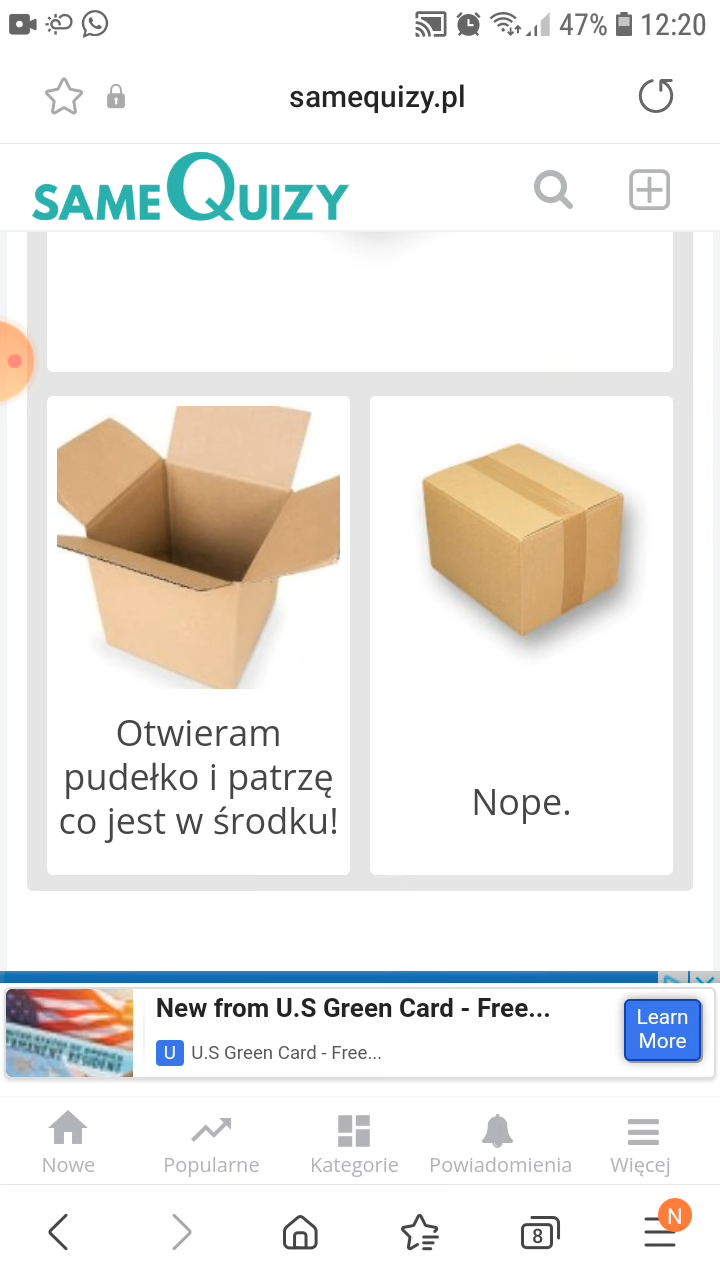 47% 12:20
samequizy.pl
SAMEQUIZY
Otwieram
pudełko i patrzę
co jest w środku!
Nope.
New from U.S Green Card - Free...
U U.S Green Card - Free...
Learn
More
Nowe Popularne Kategorie Powiadomienia Więcej
8 N